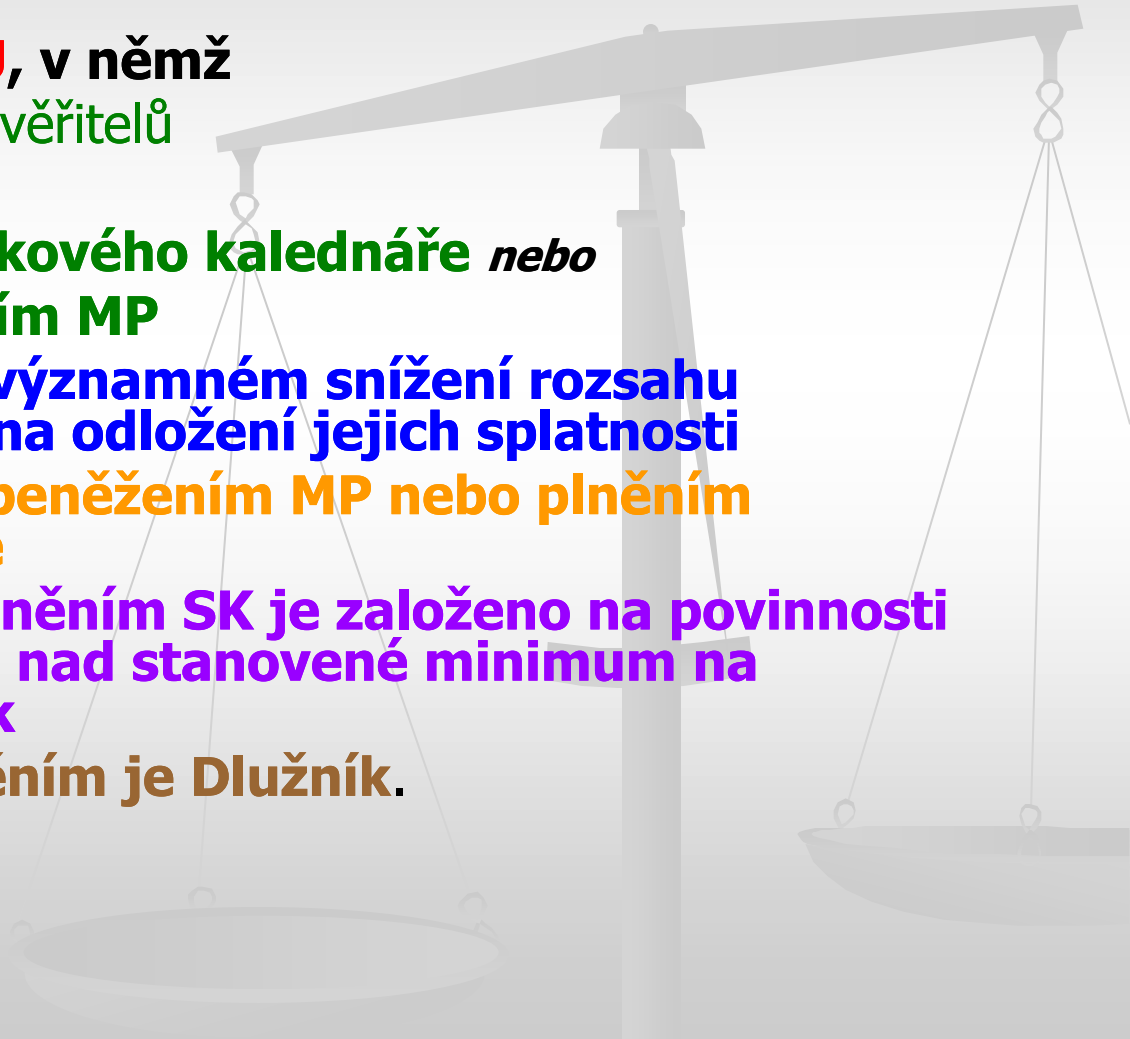 , v němž
věřitelů
kového kalednáře nebo
ím MP
významném snížení rozsahu
na odložení jejich splatnosti
peněžením MP nebo plněním
e
něním SK je založeno na povinnosti
nad stanovené minimum na
k
ěním je Dlužník.